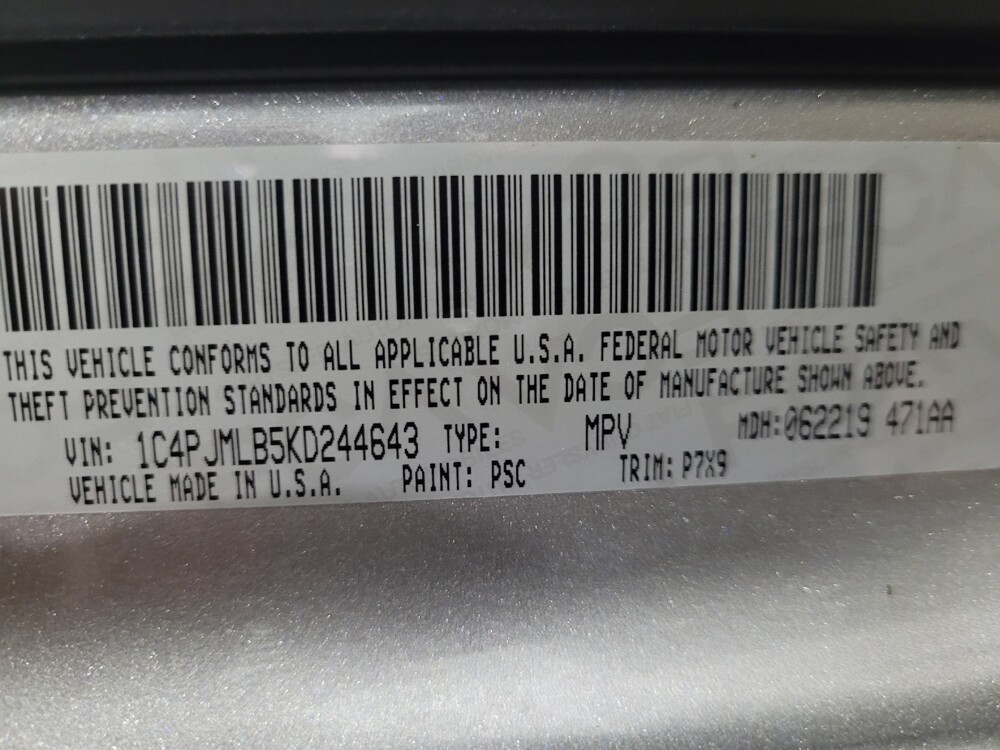 THIS VEHICLE CONFORMS TO ALL APPLICABLE U.S.A. FEDERAL MOTOR VEHICLE SAFETY AND
THEFT PREVENTION STANDARDS IN EFFECT ON THE DATE OF MANUFACTURE SHOWN ABOVE.
VIN: 1C4PJMLB5KD244643 TYPE: MPV MDH:062219 471AA
VEHICLE MADE IN U.S.A. PAINT: PSC TRIM: P7X9